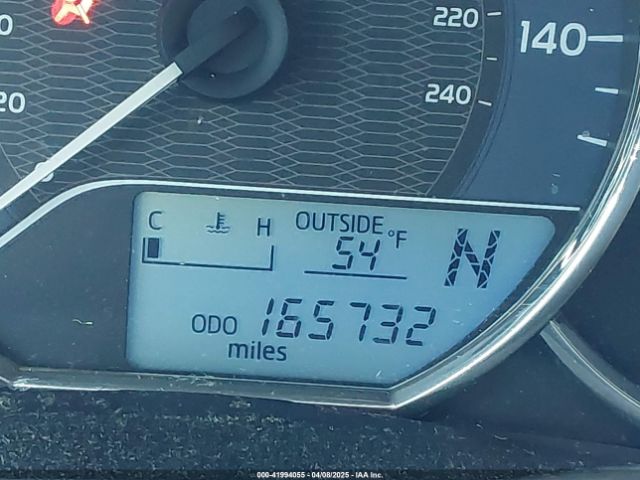 220
140
20
240
C H OUTSIDE
54 °F N
ODO 165732
miles
000-41994055 - 04/08/2025 - IAA Inc.